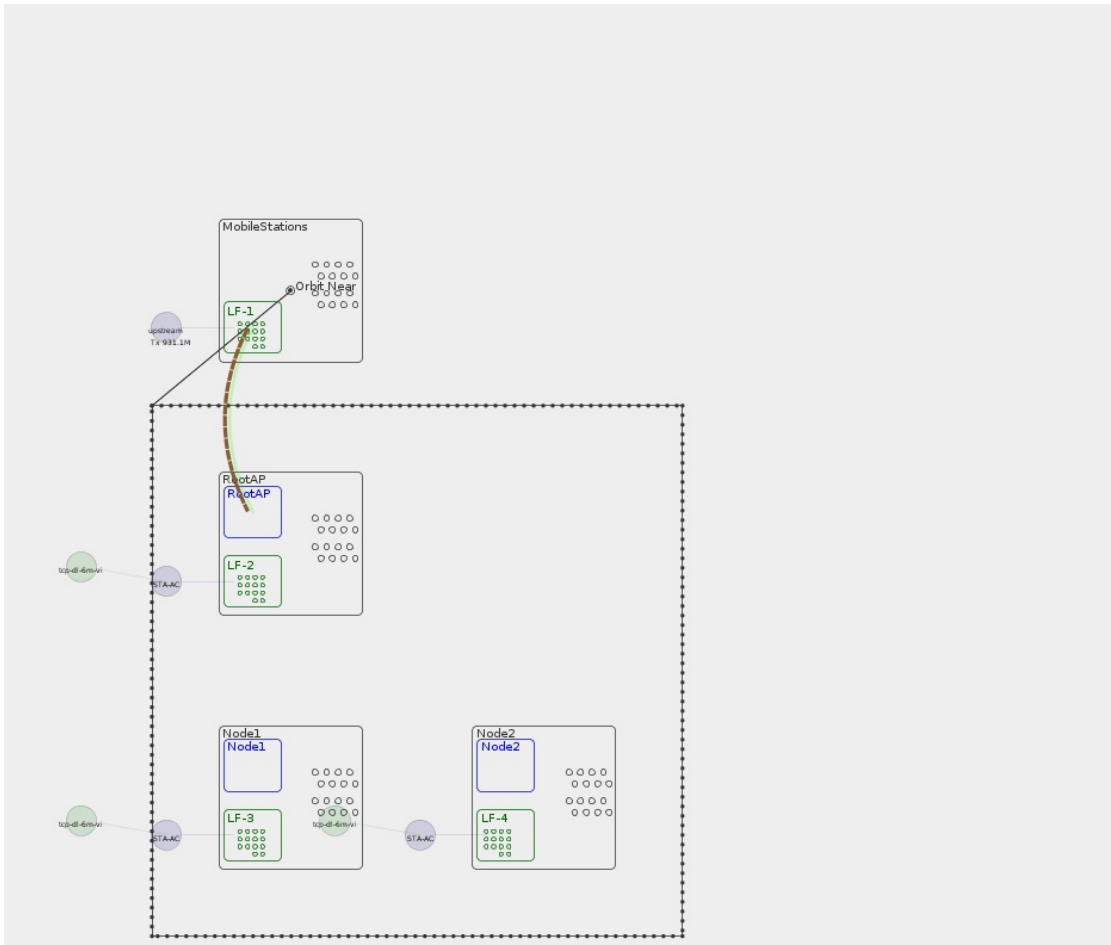 MobileStations
Orbit Near
LF-1
upstream
Tx 931.1M
RootAP
RootAP
LF-2
tcp-dl-6m-vi
STA-AC
Node1
Node1
Node2
Node2
LF-3
LF-4
tcp-dl-6m-vi
STA-AC
tcp-dl-6m-vi
STA-AC